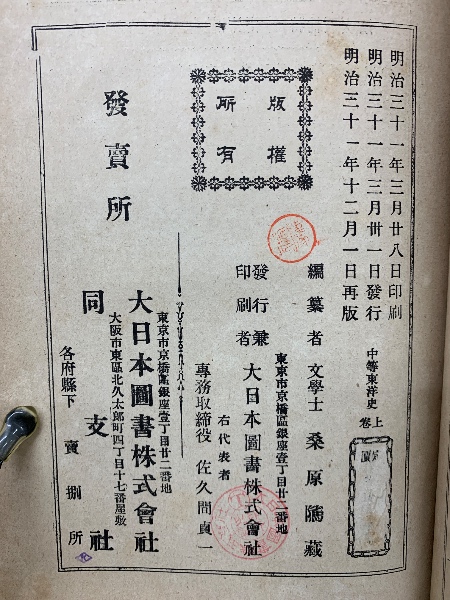 明治三十一年三月廿八日印刷
明治三十一年三月卅一日發行
明治三十一年十二月一日再版
中等東洋史
上卷
版權
所有
編纂者 文學士 桑原隲藏
東京市京橋區銀座壹丁目廿二番地
發行兼
印刷者
大日本圖書株式會社
右代表者
專務取締役 佐久間貞一
發賣所
東京市京橋區銀座壹丁目廿二番地
大日本圖書株式會社
大阪市東區北久太郎町四丁目十七番屋敷
同 支 社
各府縣下 賣捌所